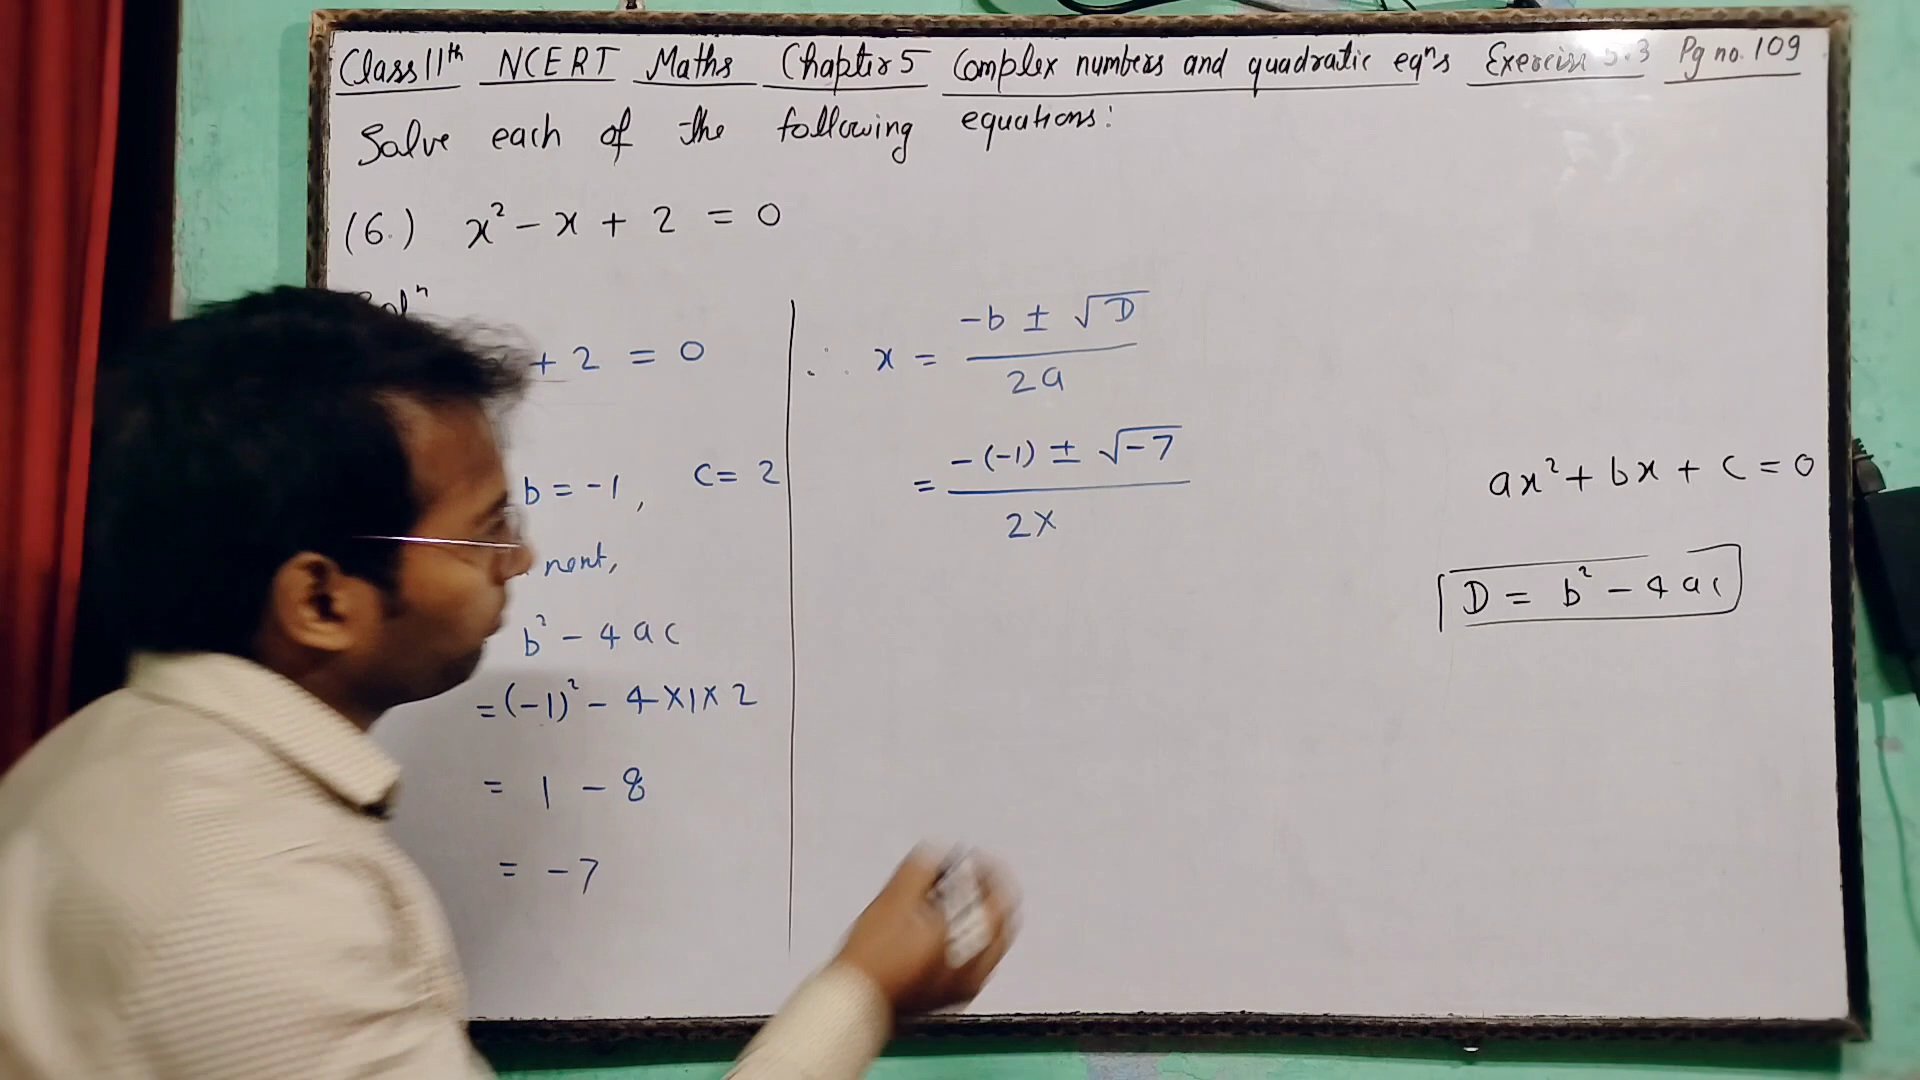 Class 11th NCERT Maths Chapter 5 Complex numbers and quadratic eqns Exercise 5.3 Pg no. 109
Solve each of the following equations:
(6.) x² - x + 2 = 0
Solⁿ
+ 2 = 0
b = -1, c = 2
nent,
b² - 4ac
= (-1)² - 4×1×2
= 1 - 8
= -7
∴ x = (-b ± √D) / 2a
= (-(-1) ± √-7) / 2×
ax² + bx + c = 0
D = b² - 4ac